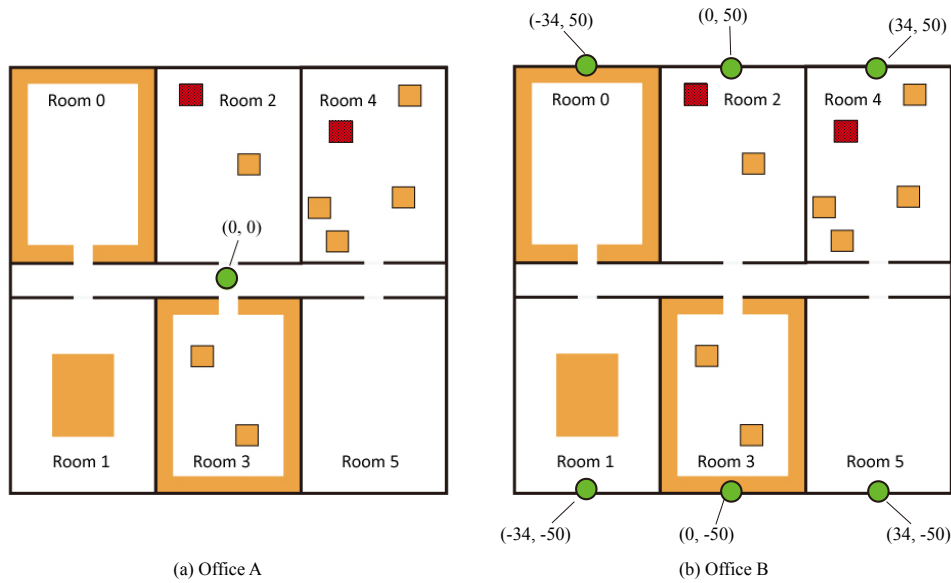 (-34, 50)
(0, 50)
(34, 50)
Room 0
Room 2
Room 4
(0, 0)
Room 1
Room 3
Room 5
Room 0
Room 2
Room 4
Room 1
Room 3
Room 5
(-34, -50)
(0, -50)
(34, -50)
(a) Office A
(b) Office B